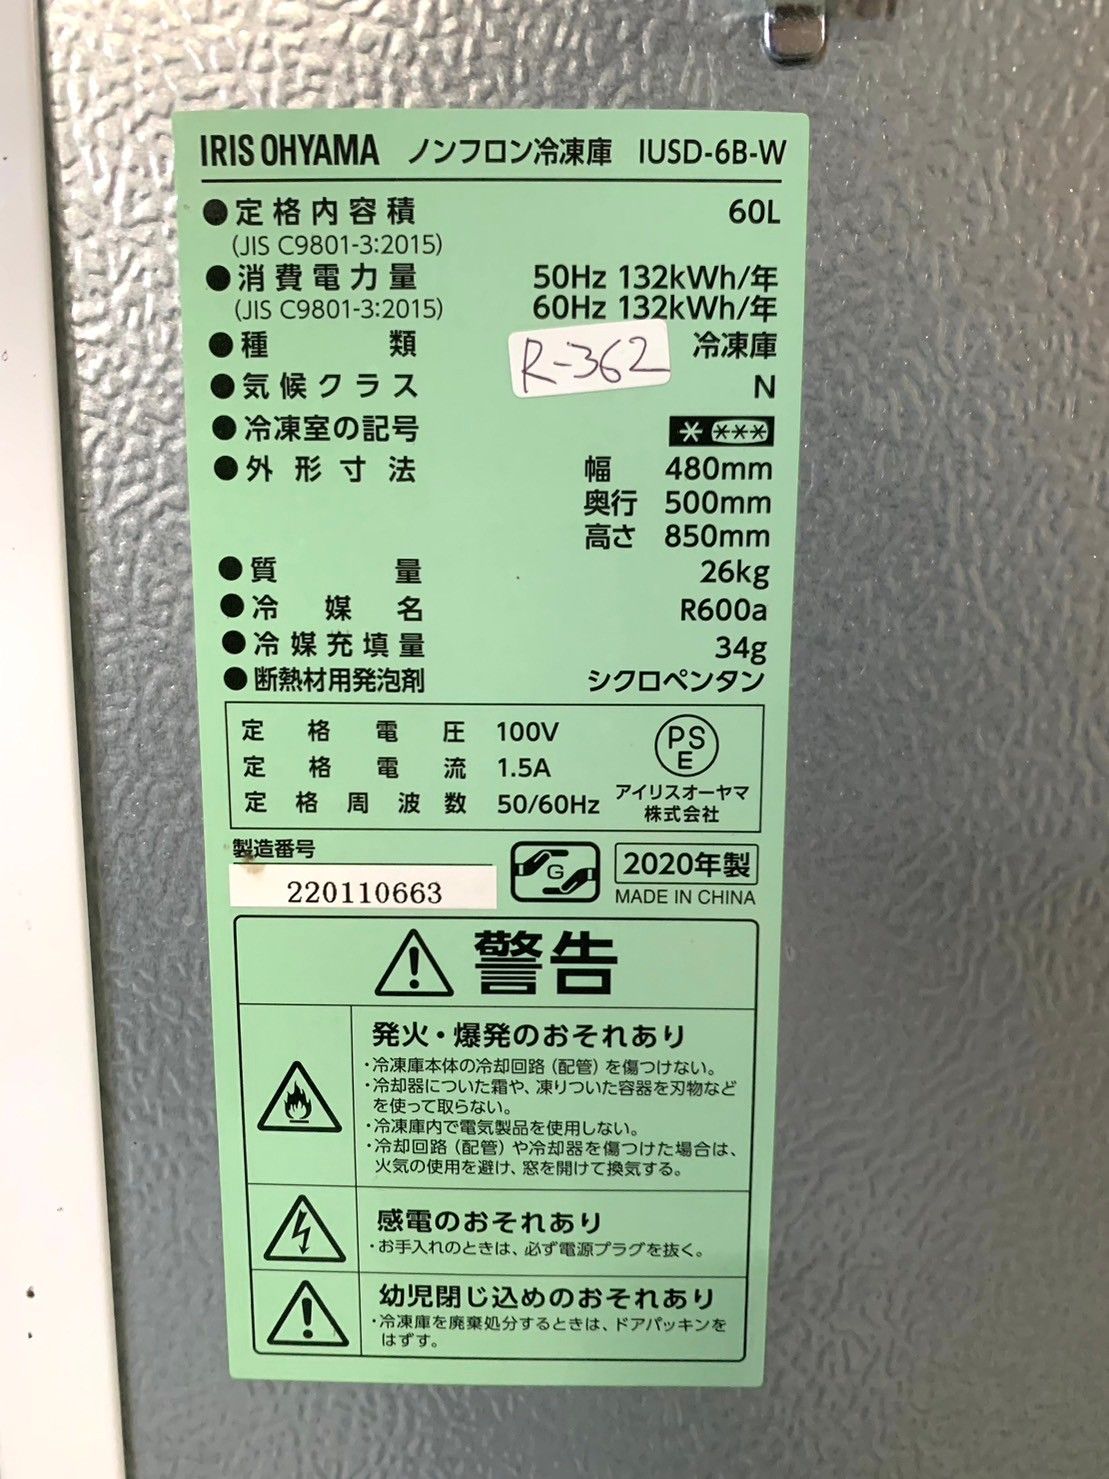 IRIS OHYAMA ノンフロン冷凍庫 IUSD-6B-W
●定格内容積 60L
(JIS C9801-3:2015)
●消費電力量 50Hz 132kWh/年
(JIS C9801-3:2015) 60Hz 132kWh/年
R-362
●種類 冷凍庫
●気候クラス N
●冷凍室の記号 * ***
●外形寸法 幅 480mm
奥行 500mm
高さ 850mm
●質量 26kg
●冷媒名 R600a
●冷媒充填量 34g
●断熱材用発泡剤 シクロペンタン
定格電圧 100V
定格電流 1.5A
定格周波数 50/60Hz
PS
E
アイリスオーヤマ
株式会社
製造番号
220110663
G
2020年製
MADE IN CHINA
警告
発火・爆発のおそれあり
・冷凍庫本体の冷却回路（配管）を傷つけない。
・冷却器についた霜や、凍りついた容器を刃物など
を使って取らない。
・冷凍庫内で電気製品を使用しない。
・冷却回路（配管）や冷却器を傷つけた場合は、
火気の使用を避け、窓を開けて換気する。
感電のおそれあり
・お手入れのときは、必ず電源プラグを抜く。
幼児閉じ込めのおそれあり
・冷凍庫を廃棄処分するときは、ドアパッキンを
はずす。